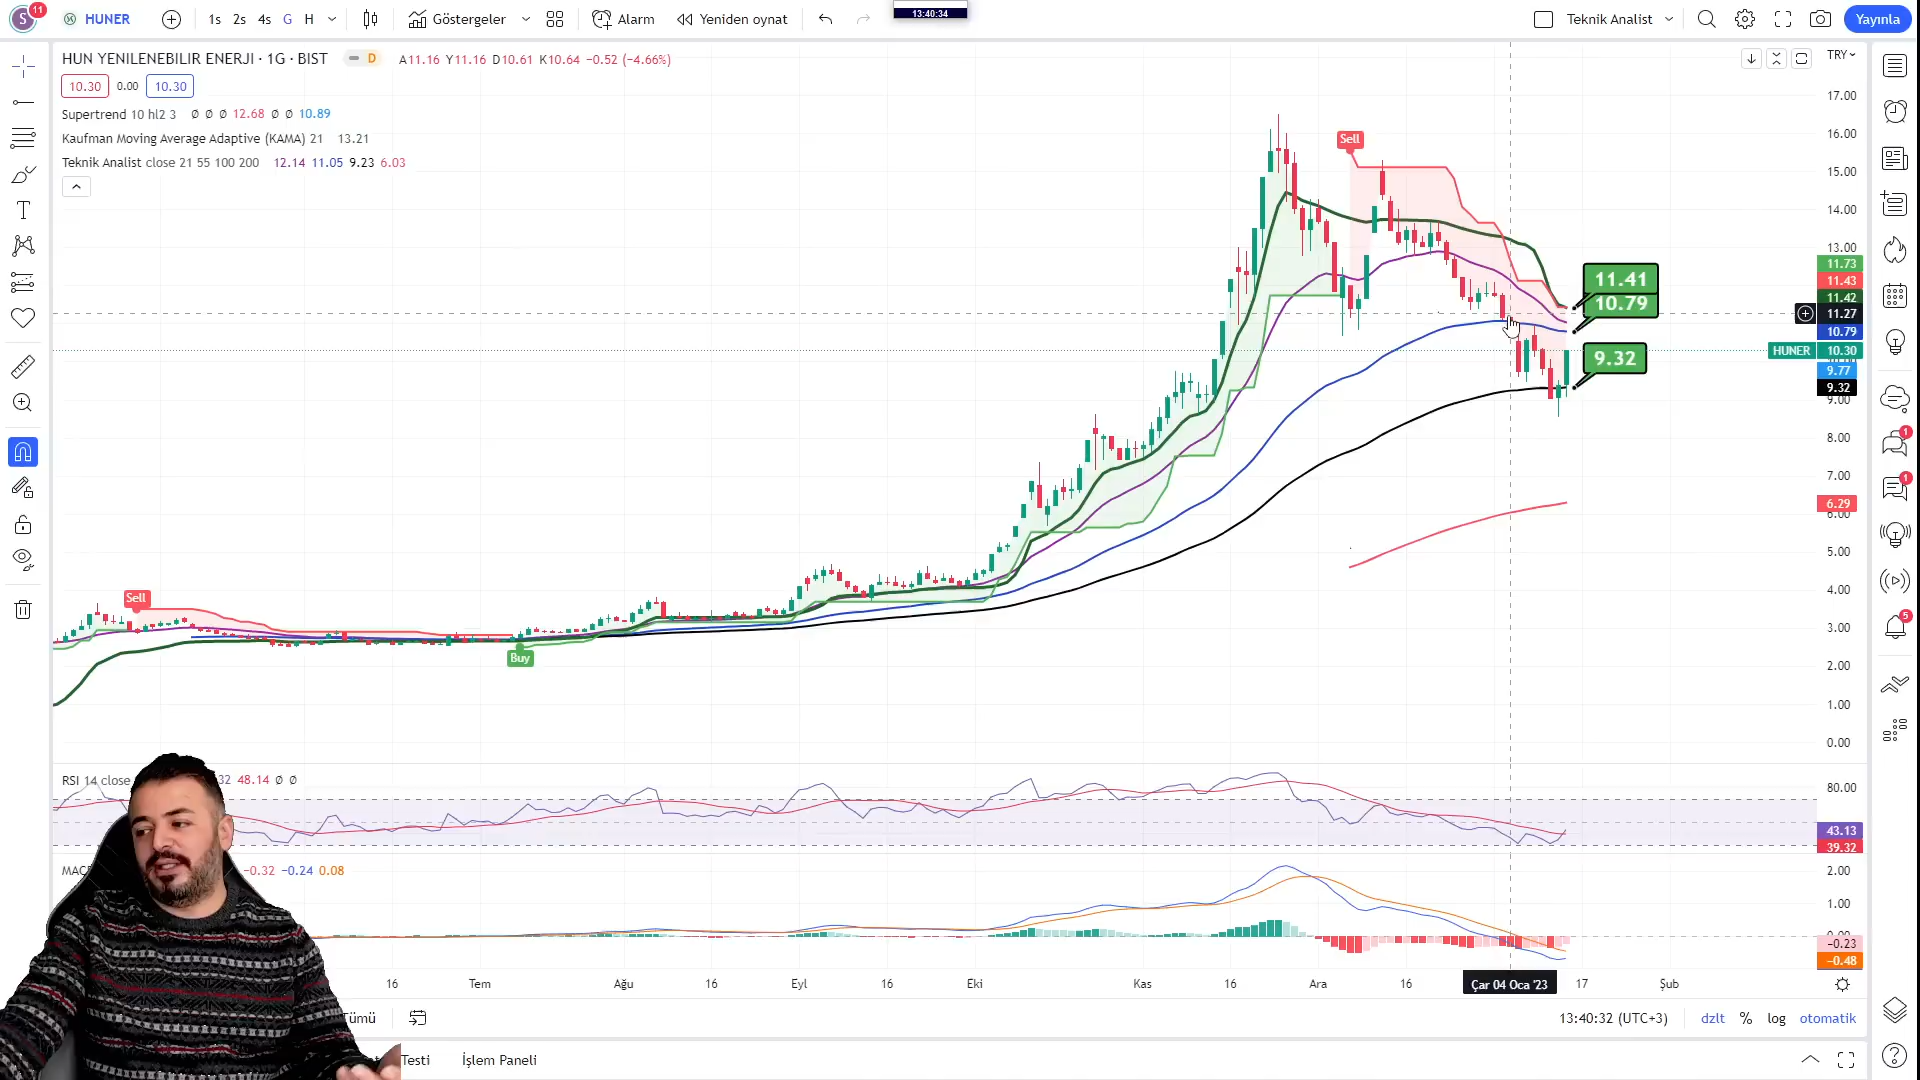 S 11 HUNER 1s 2s 4s G H Göstergeler Alarm Yeniden oynat 13:40:34 Teknik Analist Yayınla
HUN YENILENEBILIR ENERJI · 1G · BIST D A11.16 Y11.16 D10.61 K10.64 −0.52 (−4.66%)
TRY
10.30 0.00 10.30
Supertrend 10 hl2 3 Ø Ø Ø 12.68 Ø Ø 10.89
Kaufman Moving Average Adaptive (KAMA) 21 13.21
Teknik Analist close 21 55 100 200 12.14 11.05 9.23 6.03
Sell
Sell
Buy
11.41
10.79
9.32
17.00
16.00
15.00
14.00
13.00
11.73
11.43
11.42
11.27
10.79
HUNER 10.30
9.77
9.32
9.00
8.00
7.00
6.29
6.00
5.00
4.00
3.00
2.00
1.00
0.00
RSI 14 close 32 48.14 Ø Ø
80.00
43.13
39.32
−0.32 −0.24 0.08
2.00
1.00
−0.23
−0.48
16 Tem Ağu 16 Eyl 16 Eki Kas 16 Ara 16 Çar 04 Oca '23 17 Şub
Tümü 13:40:32 (UTC+3) dzlt % log otomatik
Testi İşlem Paneli
1
1
5